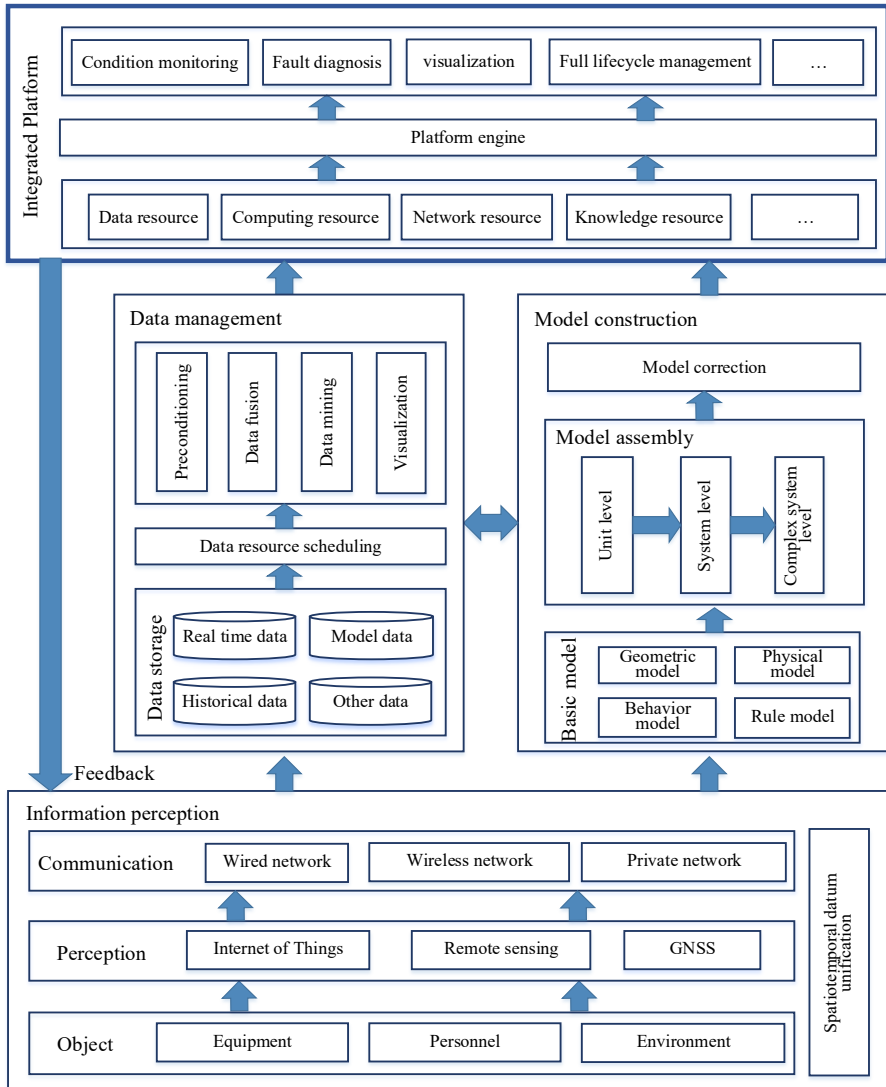 Integrated Platform
Condition monitoring
Fault diagnosis
visualization
Full lifecycle management
…
Platform engine
Data resource
Computing resource
Network resource
Knowledge resource
…
Data management
Preconditioning
Data fusion
Data mining
Visualization
Data resource scheduling
Data storage
Real time data
Model data
Historical data
Other data
Model construction
Model correction
Model assembly
Unit level
System level
Complex system
level
Basic model
Geometric
model
Physical
model
Behavior
model
Rule model
Feedback
Information perception
Communication
Wired network
Wireless network
Private network
Perception
Internet of Things
Remote sensing
GNSS
Object
Equipment
Personnel
Environment
Spatiotemporal datum
unification